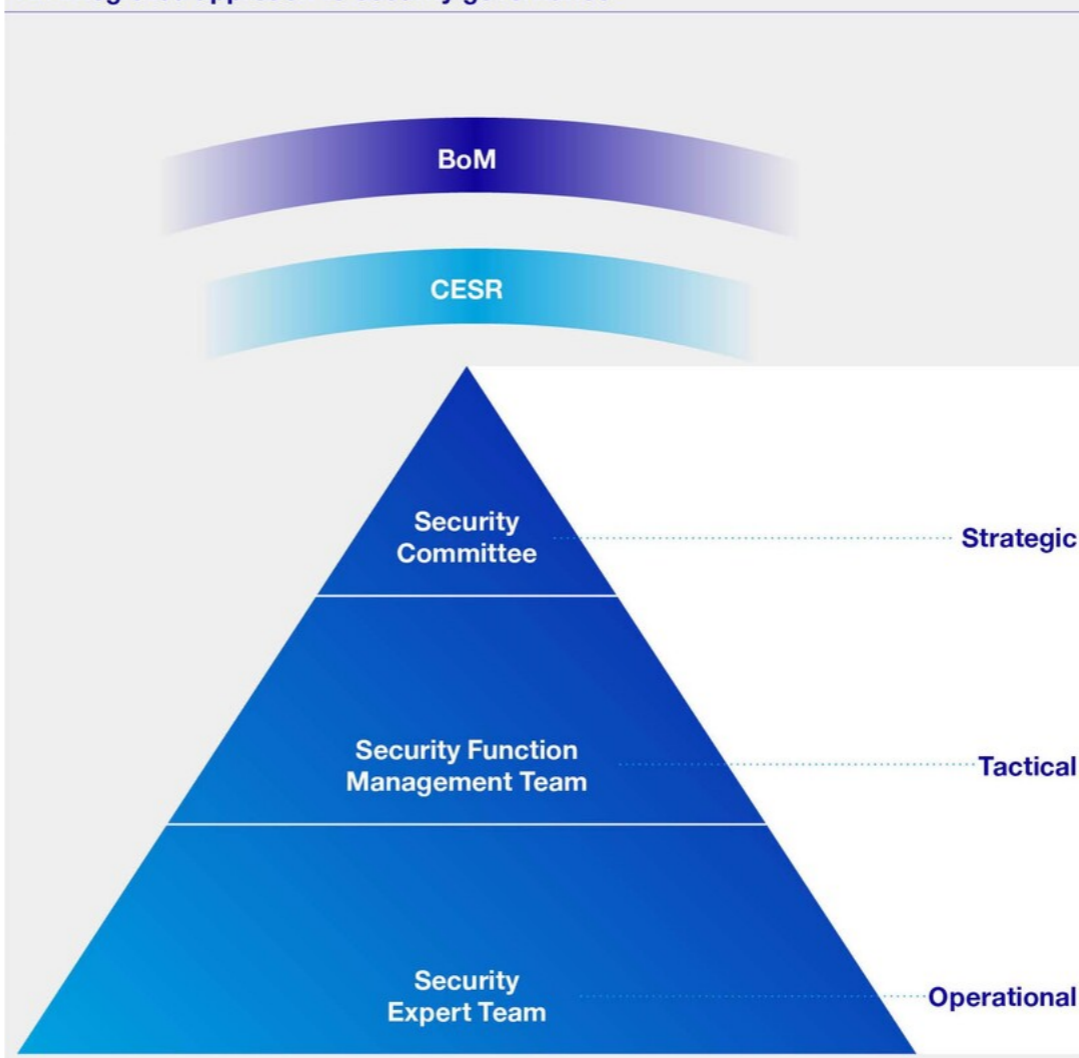 BoM
CESR
Security
Committee
Strategic
Security Function
Management Team
Tactical
Security
Expert Team
Operational